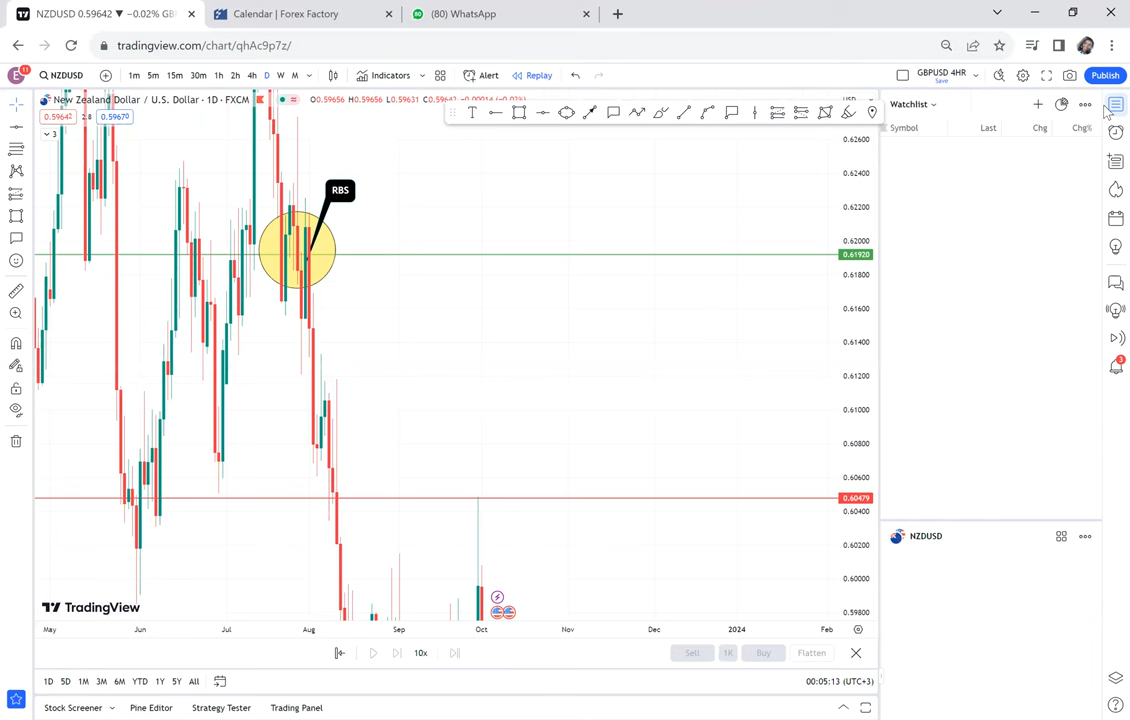 NZDUSD 0.59642 ▼ −0.02% GB
Calendar | Forex Factory
(80) WhatsApp
tradingview.com/chart/qhAc9p7z/
E
11
NZDUSD
1m 5m 15m 30m 1h 2h 4h D W M
Indicators
Alert
Replay
GBPUSD 4HR
Save
Publish
New Zealand Dollar / U.S. Dollar · 1D · FXCM
O0.59656 H0.59656 L0.59631 C0.59642 −0.00014 (−0.02%)
USD
0.59642
2.8
0.59670
3
Watchlist
Symbol Last Chg Chg%
RBS
0.62600
0.62400
0.62200
0.62000
0.61920
0.61800
0.61600
0.61400
0.61200
0.61000
0.60800
0.60600
0.60479
0.60400
0.60200
0.60000
0.59800
3
NZDUSD
TradingView
May Jun Jul Aug Sep Oct Nov Dec 2024 Feb
10x
Sell 1K Buy Flatten
1D 5D 1M 3M 6M YTD 1Y 5Y All
00:05:13 (UTC+3)
Stock Screener Pine Editor Strategy Tester Trading Panel